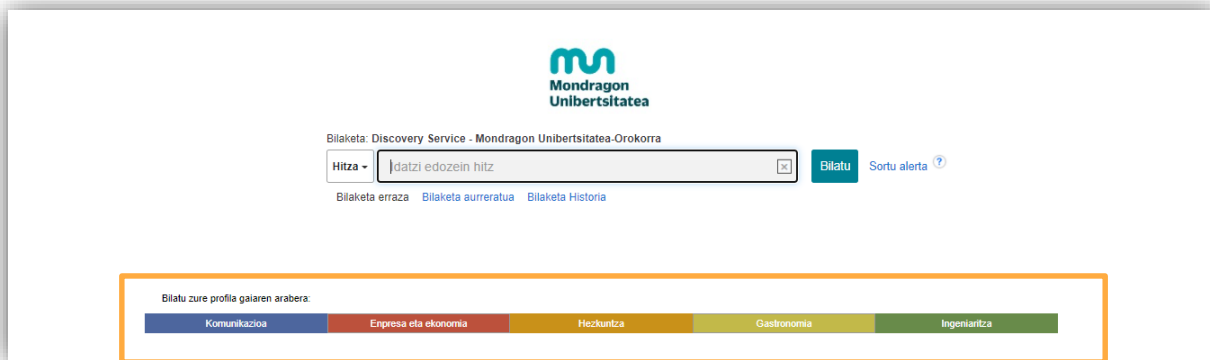 mun
Mondragon
Unibertsitatea
Bilaketa: Discovery Service - Mondragon Unibertsitatea-Orokorra
Hitza Idatzi edozein hitz Bilatu Sortu alerta ?
Bilaketa erraza Bilaketa aurreratua Bilaketa Historia
Bilatu zure profila gaiaren arabera:
Komunikazioa Enpresa eta ekonomia Hezkuntza Gastronomia Ingeniaritza